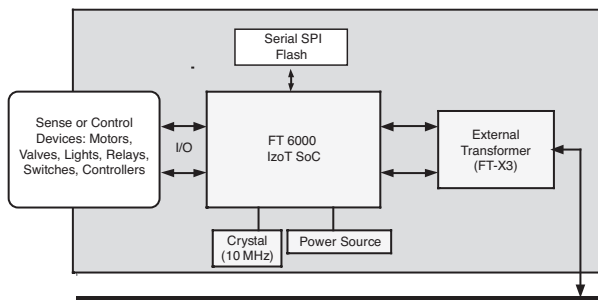 Serial SPI
Flash
Sense or Control
Devices: Motors,
Valves, Lights, Relays,
Switches, Controllers
I/O
FT 6000
IzoT SoC
External
Transformer
(FT-X3)
Crystal
(10 MHz)
Power Source